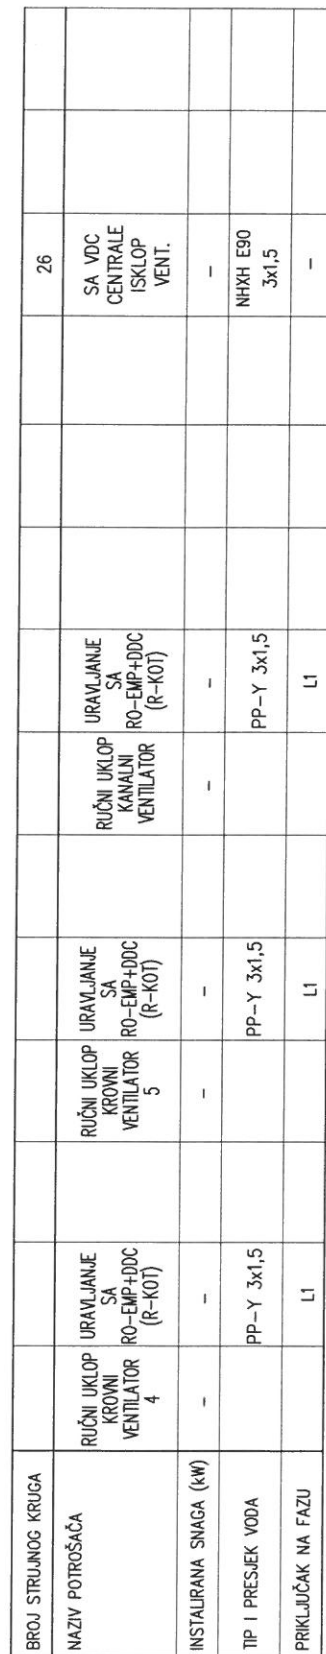 BROJ STRUJNOG KRUGA
26
NAZIV POTROŠAČA
RUČNI UKLOP
KROVNI
VENTILATOR
4
URAVLJANJE
SA
RO-EMP+DDC
(R-KOT)
RUČNI UKLOP
KROVNI
VENTILATOR
5
URAVLJANJE
SA
RO-EMP+DDC
(R-KOT)
RUČNI UKLOP
KANALNI
VENTILATOR
URAVLJANJE
SA
RO-EMP+DDC
(R-KOT)
SA VDC
CENTRALE
ISKLOP
VENT.
INSTALIRANA SNAGA (kW)
-
-
-
-
-
-
-
TIP I PRESJEK VODA
PP-Y 3x1,5
PP-Y 3x1,5
PP-Y 3x1,5
NHXH E90
3x1,5
PRIKLJUČAK NA FAZU
L1
L1
L1
-